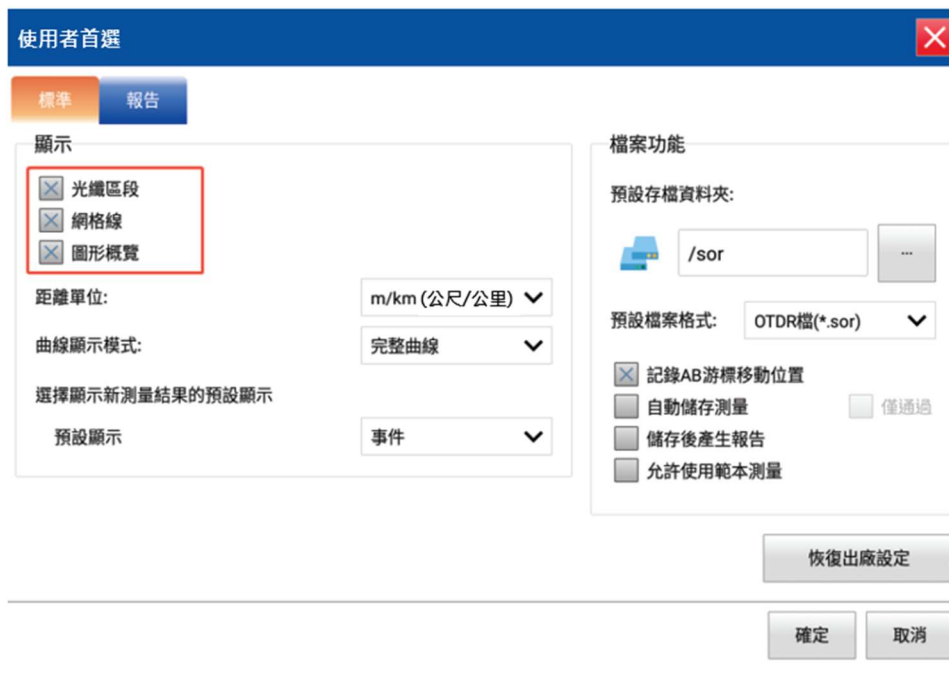 使用者首選
標準
報告
顯示
光纖區段
網格線
圖形概覽
距離單位:
m/km (公尺/公里)
曲線顯示模式:
完整曲線
選擇顯示新測量結果的預設顯示
預設顯示
事件
檔案功能
預設存檔資料夾:
/sor
...
預設檔案格式:
OTDR檔(*.sor)
記錄AB游標移動位置
自動儲存測量
僅通過
儲存後產生報告
允許使用範本測量
恢復出廠設定
確定
取消